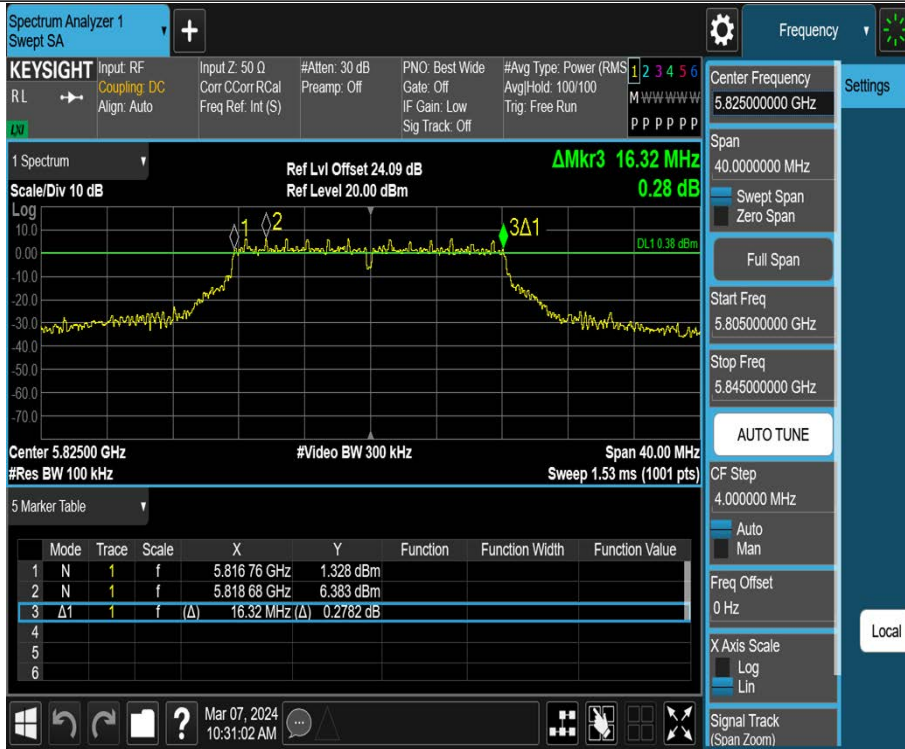 Spectrum Analyzer 1
Swept SA
+
Frequency
KEYSIGHT
R L
LXI
Input: RF
Coupling: DC
Align: Auto
Input Z: 50 Ω
Corr CCorr RCal
Freq Ref: Int (S)
#Atten: 30 dB
Preamp: Off
PNO: Best Wide
Gate: Off
IF Gain: Low
Sig Track: Off
#Avg Type: Power (RMS
Avg|Hold: 100/100
Trig: Free Run
1 2 3 4 5 6
M W W W W W
P P P P P P
1 Spectrum
Scale/Div 10 dB
Ref Lvl Offset 24.09 dB
Ref Level 20.00 dBm
ΔMkr3 16.32 MHz
0.28 dB
Log
10.0
0.00
-10.0
-20.0
-30.0
-40.0
-50.0
-60.0
-70.0
1
2
3Δ1
DL1 0.38 dBm
Center 5.82500 GHz
#Video BW 300 kHz
Span 40.00 MHz
#Res BW 100 kHz
Sweep 1.53 ms (1001 pts)
5 Marker Table
Mode Trace Scale X Y Function Function Width Function Value
1 N 1 f 5.816 76 GHz 1.328 dBm
2 N 1 f 5.818 68 GHz 6.383 dBm
3 Δ1 1 f (Δ) 16.32 MHz (Δ) 0.2782 dB
4
5
6
?
Mar 07, 2024
10:31:02 AM
Center Frequency
5.825000000 GHz
Settings
Span
40.0000000 MHz
Swept Span
Zero Span
Full Span
Start Freq
5.805000000 GHz
Stop Freq
5.845000000 GHz
AUTO TUNE
CF Step
4.000000 MHz
Auto
Man
Freq Offset
0 Hz
Local
X Axis Scale
Log
Lin
Signal Track
(Span Zoom)